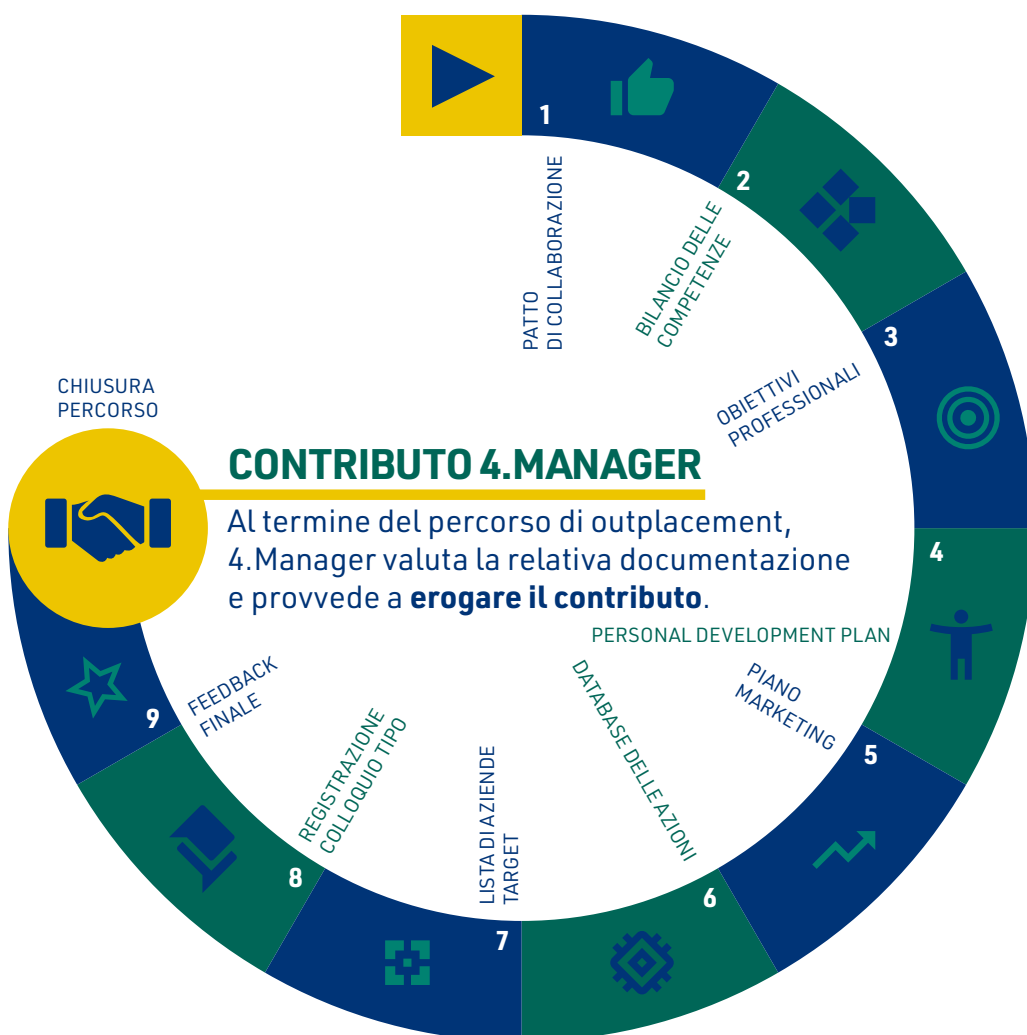 1
PATTO
DI COLLABORAZIONE
2
BILANCIO DELLE
COMPETENZE
3
OBIETTIVI
PROFESSIONALI
4
PERSONAL DEVELOPMENT PLAN
5
PIANO
MARKETING
6
DATABASE DELLE AZIONI
7
LISTA DI AZIENDE
TARGET
8
REGISTRAZIONE
COLLOQUIO TIPO
9
FEEDBACK
FINALE
CHIUSURA
PERCORSO
CONTRIBUTO 4.MANAGER
Al termine del percorso di outplacement,
4.Manager valuta la relativa documentazione
e provvede a erogare il contributo.